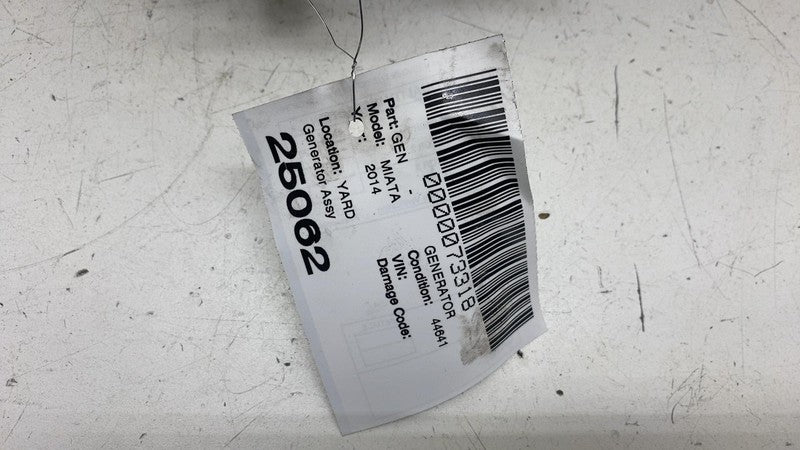 0000073318
Part: GEN - GENERATOR
Model: MIATA Condition: 44641
2014 VIN:
Damage Code:
Location: YARD
Generator Assy
25062